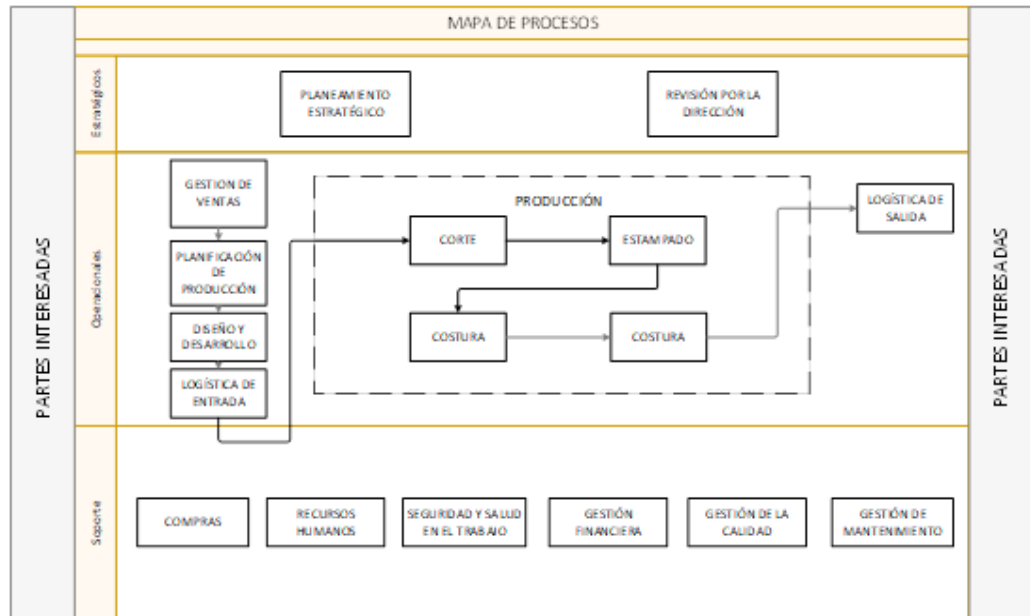 MAPA DE PROCESOS
PARTES INTERESADAS
Estratégicos
PLANEAMIENTO
ESTRATÉGICO
REVISIÓN POR LA
DIRECCIÓN
Operacionales
GESTION DE
VENTAS
PLANIFICACIÓN
DE
PRODUCCIÓN
DISEÑO Y
DESARROLLO
LOGÍSTICA DE
ENTRADA
PRODUCCIÓN
CORTE
ESTAMPADO
COSTURA
COSTURA
LOGÍSTICA DE
SALIDA
Soporte
COMPRAS
RECURSOS
HUMANOS
SEGURIDAD Y SALUD
EN EL TRABAJO
GESTIÓN
FINANCIERA
GESTIÓN DE LA
CALIDAD
GESTIÓN DE
MANTENIMIENTO
PARTES INTERESADAS